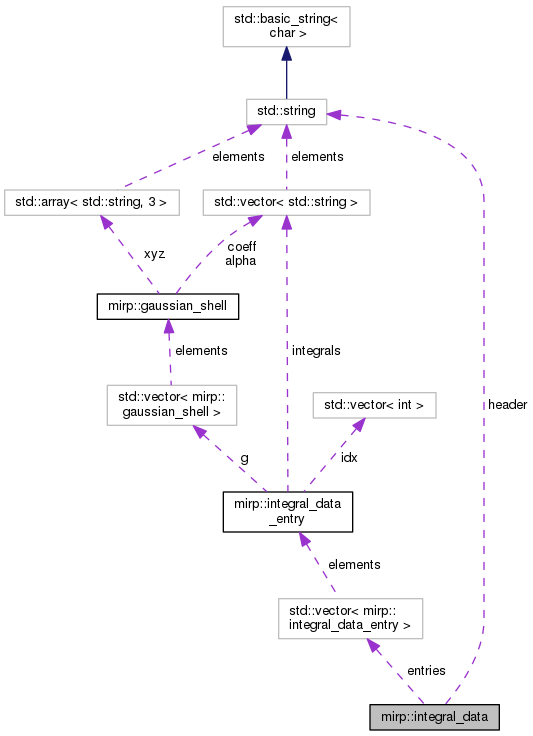 std::basic_string<
char >
std::string
elements
elements
std::array< std::string, 3 >
std::vector< std::string >
xyz
coeff
alpha
mirp::gaussian_shell
elements
integrals
std::vector< mirp::
gaussian_shell >
std::vector< int >
header
g
idx
mirp::integral_data
_entry
elements
std::vector< mirp::
integral_data_entry >
entries
mirp::integral_data